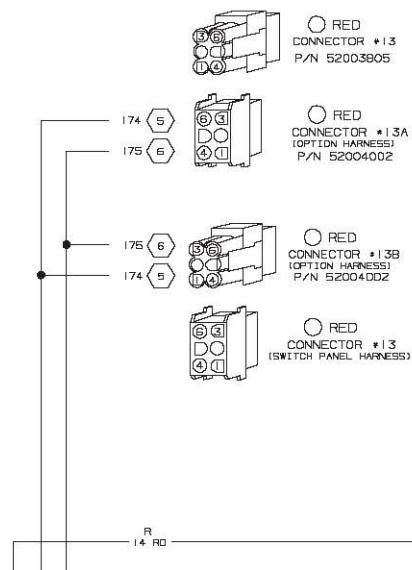 RED
CONNECTOR #13
P/N 52003805
3 6
1 4
174 5
175 6
6 3
4 1
RED
CONNECTOR #13A
(OPTION HARNESS)
P/N 52004002
175 6
174 5
3 6
1 4
RED
CONNECTOR #13B
(OPTION HARNESS)
P/N 52004002
6 3
4 1
RED
CONNECTOR #13
(SWITCH PANEL HARNESS)
R
14 RD